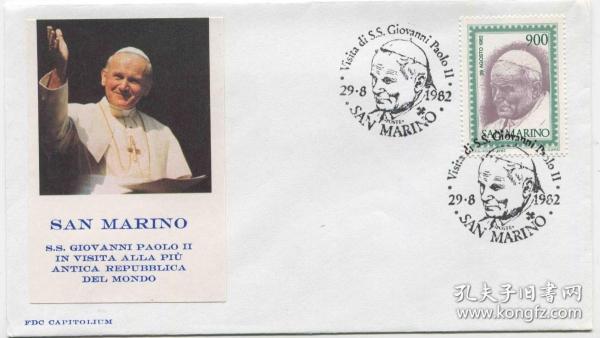 SAN MARINO
S.S. GIOVANNI PAOLO II
IN VISITA ALLA PIÙ
ANTICA REPUBBLICA
DEL MONDO
FDC CAPITOLIUM
Visita di S.S. Giovanni Paolo II
29·8 1982
POSTE
SAN MARINO
900
29 AGOSTO 1982
SAN MARINO
Visita di S.S. Giovanni Paolo II
29·8 1982
POSTE
SAN MARINO
孔夫子旧书网
www.kongfz.com